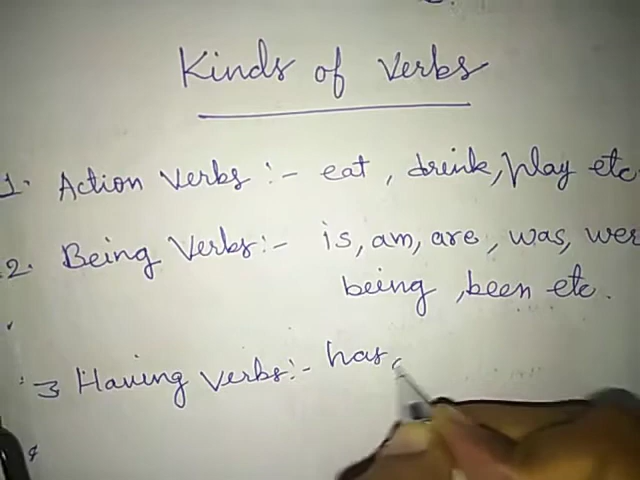 Kinds of Verbs
1. Action Verbs :- eat, drink, play etc.
2. Being Verbs:- is, am, are, was, wer
being, been etc.
3 Having Verbs:- has,